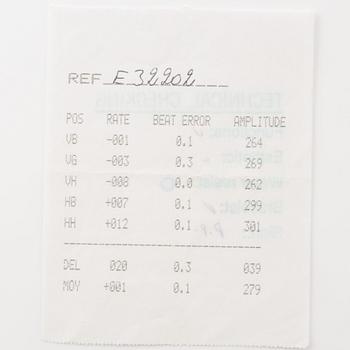 REF E 32202___
POS RATE BEAT ERROR AMPLITUDE
VB -001 0.1 264
VG -003 0.3 269
VH -008 0.0 262
HB +007 0.1 299
HH +012 0.1 301
DEL 020 0.3 039
MOY +001 0.1 279